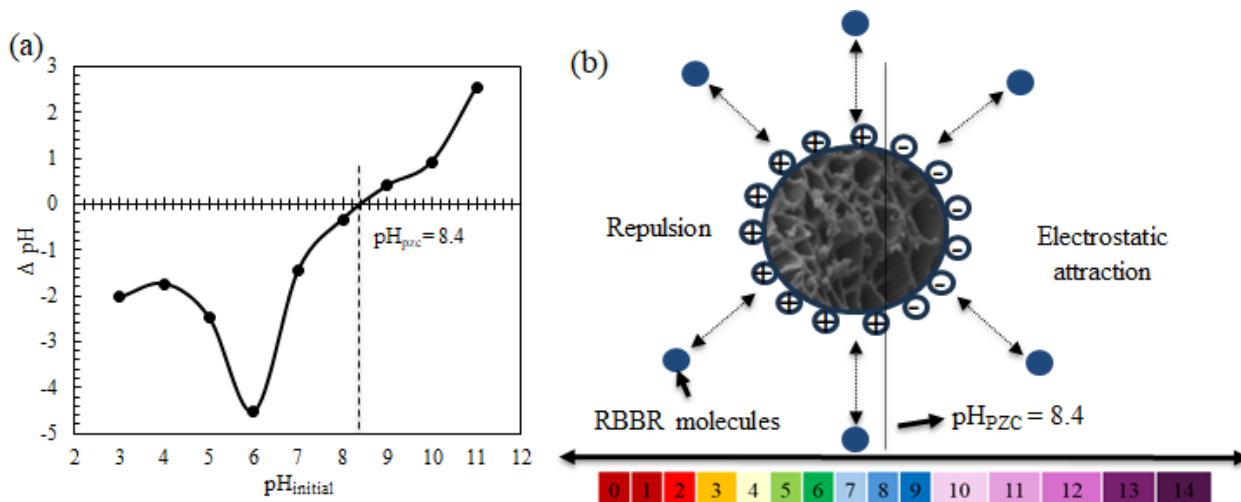 (a)
3
2
1
0
-1
-2
-3
-4
-5
Δ pH
pHpzc = 8.4
2 3 4 5 6 7 8 9 10 11 12
pHinitial
(b)
+ + + + + + + + + + + +
- - - - - - -
Repulsion
Electrostatic
attraction
RBBR molecules
pHPZC = 8.4
0 1 2 3 4 5 6 7 8 9 10 11 12 13 14